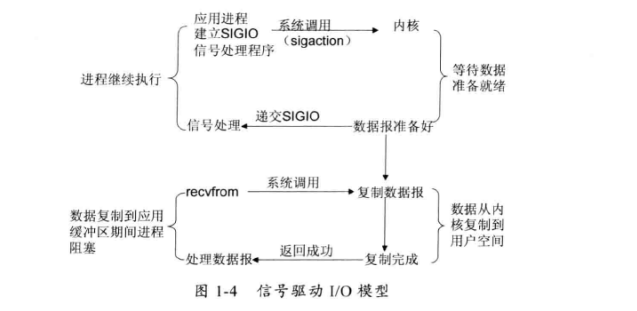 应用进程
建立SIGIO
信号处理程序
系统调用
（sigaction）
内核
进程继续执行
等待数据
准备就绪
信号处理
递交SIGIO
数据报准备好
recvfrom
系统调用
复制数据报
数据复制到应用
缓冲区期间进程
阻塞
数据从内
核复制到
用户空间
处理数据报
返回成功
复制完成
图 1-4 信号驱动 I/O 模型